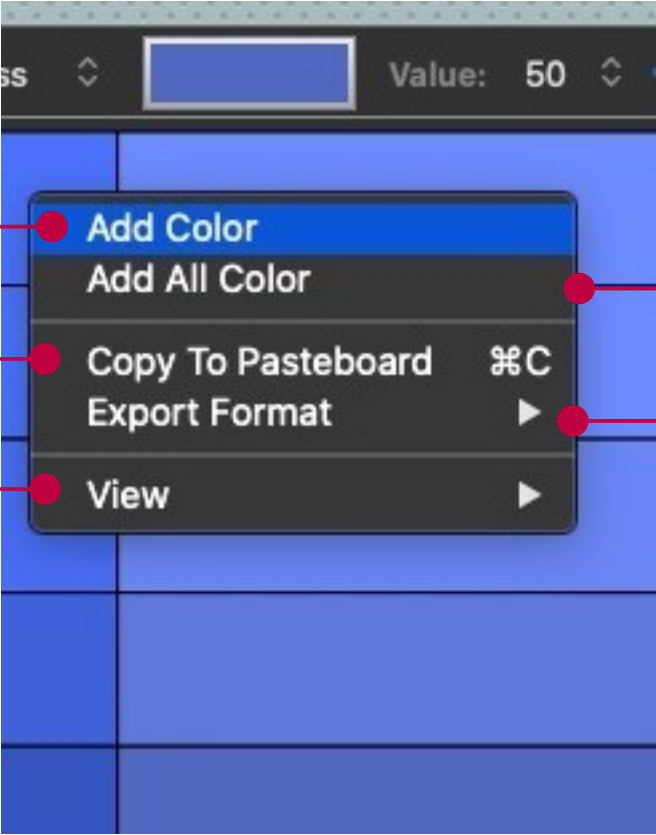 ss
Value: 50
Add Color
Add All Color
Copy To Pasteboard ⌘C
Export Format
View